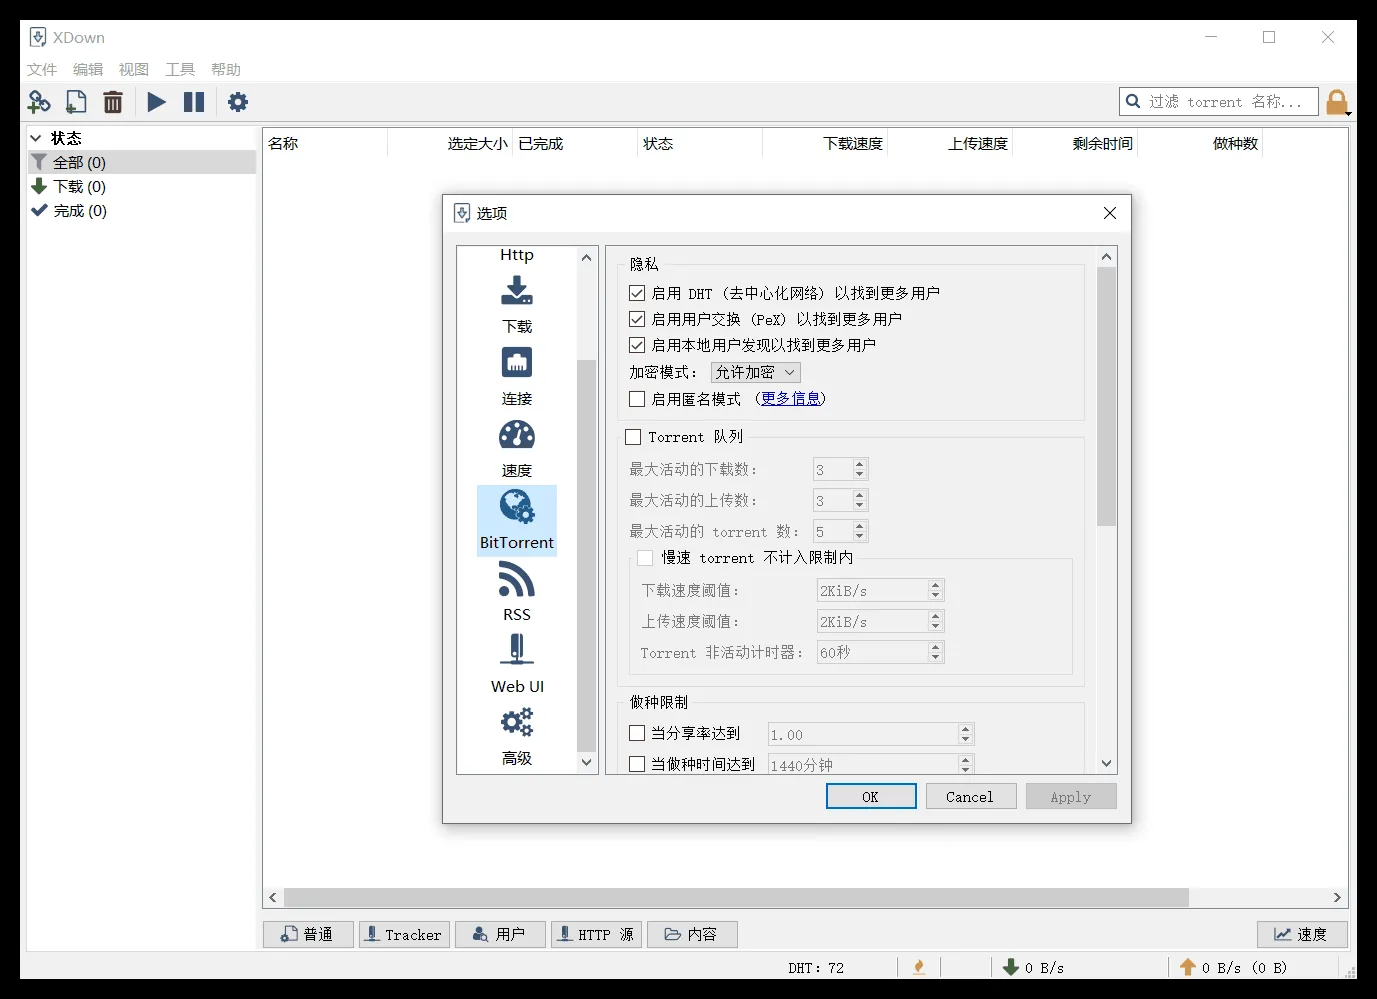 XDown
文件 编辑 视图 工具 帮助
过滤 torrent 名称...
状态
全部 (0)
下载 (0)
完成 (0)
名称 选定大小 已完成 状态 下载速度 上传速度 剩余时间 做种数
选项
Http
下载
连接
速度
BitTorrent
RSS
Web UI
高级
隐私
启用 DHT (去中心化网络) 以找到更多用户
启用用户交换 (PeX) 以找到更多用户
启用本地用户发现以找到更多用户
加密模式: 允许加密
启用匿名模式 (更多信息)
Torrent 队列
最大活动的下载数: 3
最大活动的上传数: 3
最大活动的 torrent 数: 5
慢速 torrent 不计入限制内
下载速度阈值: 2KiB/s
上传速度阈值: 2KiB/s
Torrent 非活动计时器: 60秒
做种限制
当分享率达到 1.00
当做种时间达到 1440分钟
OK Cancel Apply
普通 Tracker 用户 HTTP 源 内容 速度
DHT: 72 0 B/s 0 B/s (0 B)